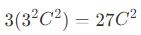 3(3²C²) = 27C²